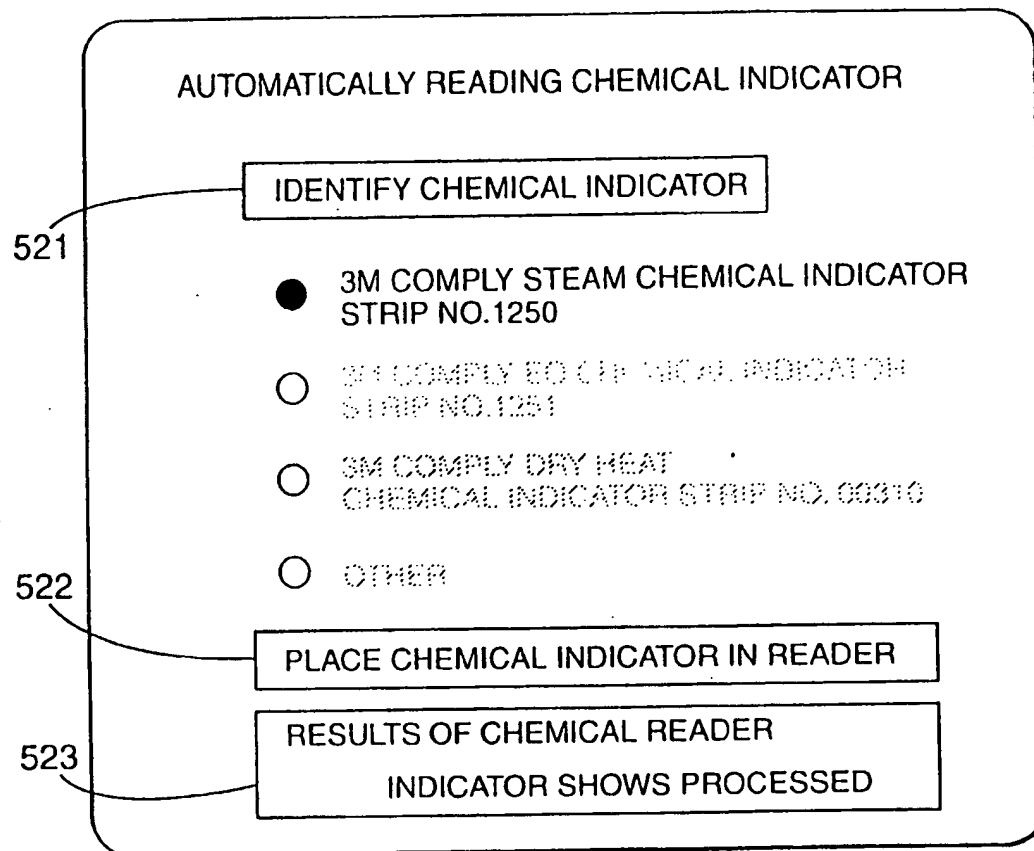 AUTOMATICALLY READING CHEMICAL INDICATOR
IDENTIFY CHEMICAL INDICATOR
521
3M COMPLY STEAM CHEMICAL INDICATOR
STRIP NO.1250
3M COMPLY EO CHEMICAL INDICATOR
STRIP NO.1251
3M COMPLY DRY HEAT
CHEMICAL INDICATOR STRIP NO. 00310
OTHER
522
PLACE CHEMICAL INDICATOR IN READER
RESULTS OF CHEMICAL READER
523
INDICATOR SHOWS PROCESSED